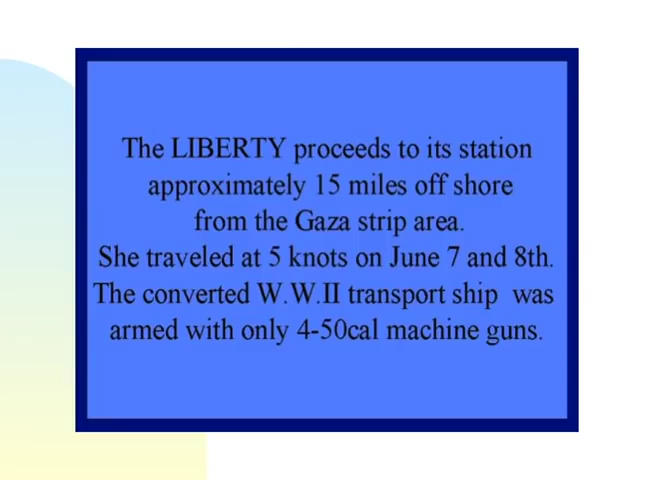 The LIBERTY proceeds to its station
approximately 15 miles off shore
from the Gaza strip area.
She traveled at 5 knots on June 7 and 8th.
The converted W.W.II transport ship was
armed with only 4-50cal machine guns.